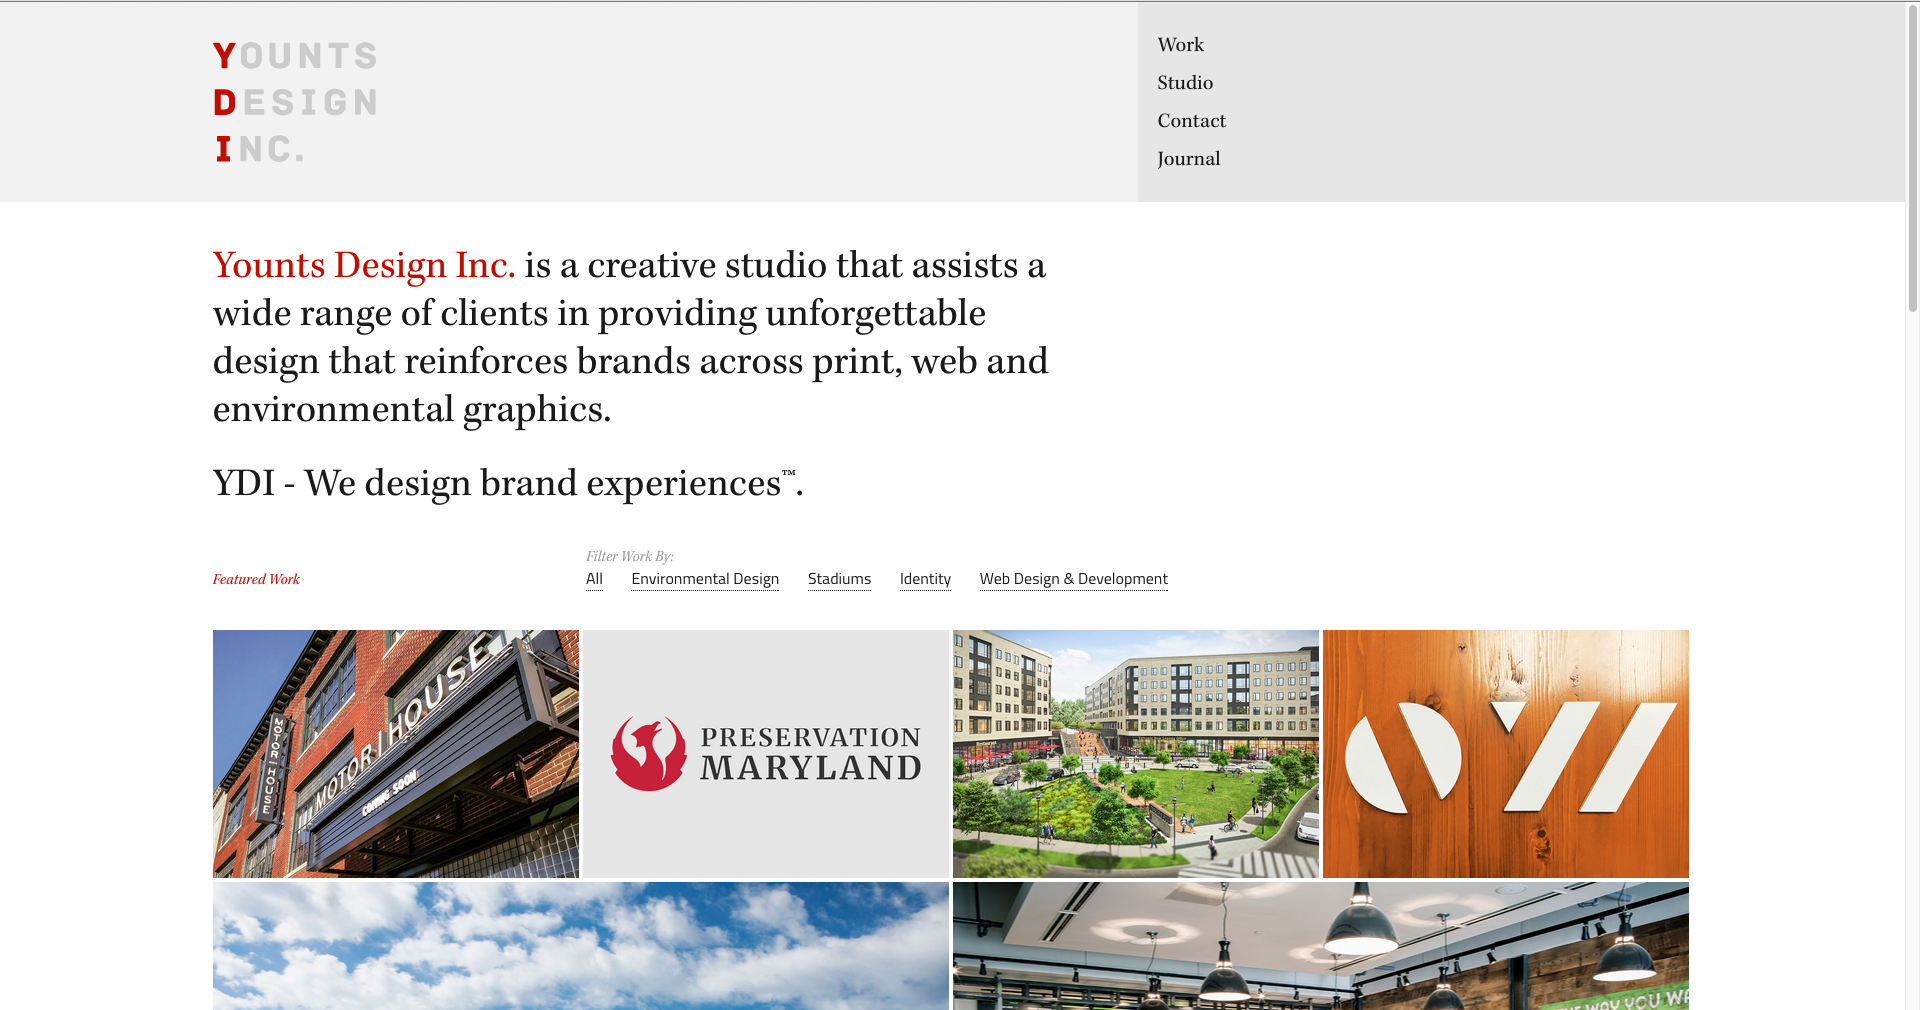 YOUNTS
DESIGN
INC.
Work
Studio
Contact
Journal
Younts Design Inc. is a creative studio that assists a
wide range of clients in providing unforgettable
design that reinforces brands across print, web and
environmental graphics.
YDI - We design brand experiences™.
Featured Work
Filter Work By:
All
Environmental Design
Stadiums
Identity
Web Design & Development
MOTOR HOUSE
MOTOR HOUSE
COMING SOON
PRESERVATION
MARYLAND
WAY YOU